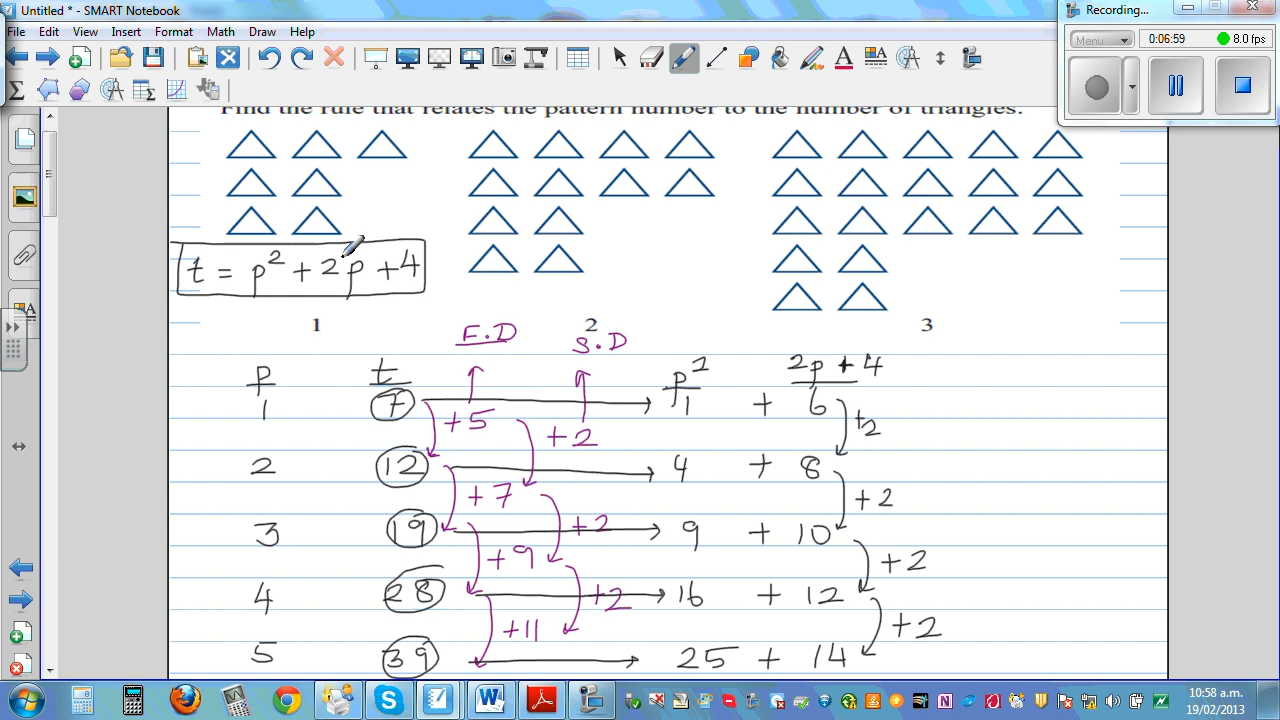 Untitled * - SMART Notebook
Recording...
File Edit View Insert Format Math Draw Help
Menu 00:06:59 8.0 fps
Find the rule that relates the pattern number to the number of triangles.
t = p² + 2p + 4
1 2 3
F.D
S.D
p t p² 2p + 4
1 7 1 + 6
+5 +2 +2
2 12 4 + 8
+7 +2
3 19 +2 9 + 10
+9 +2
4 28 +2 16 + 12
+11 +2
5 39 25 + 14
10:58 a.m.
19/02/2013